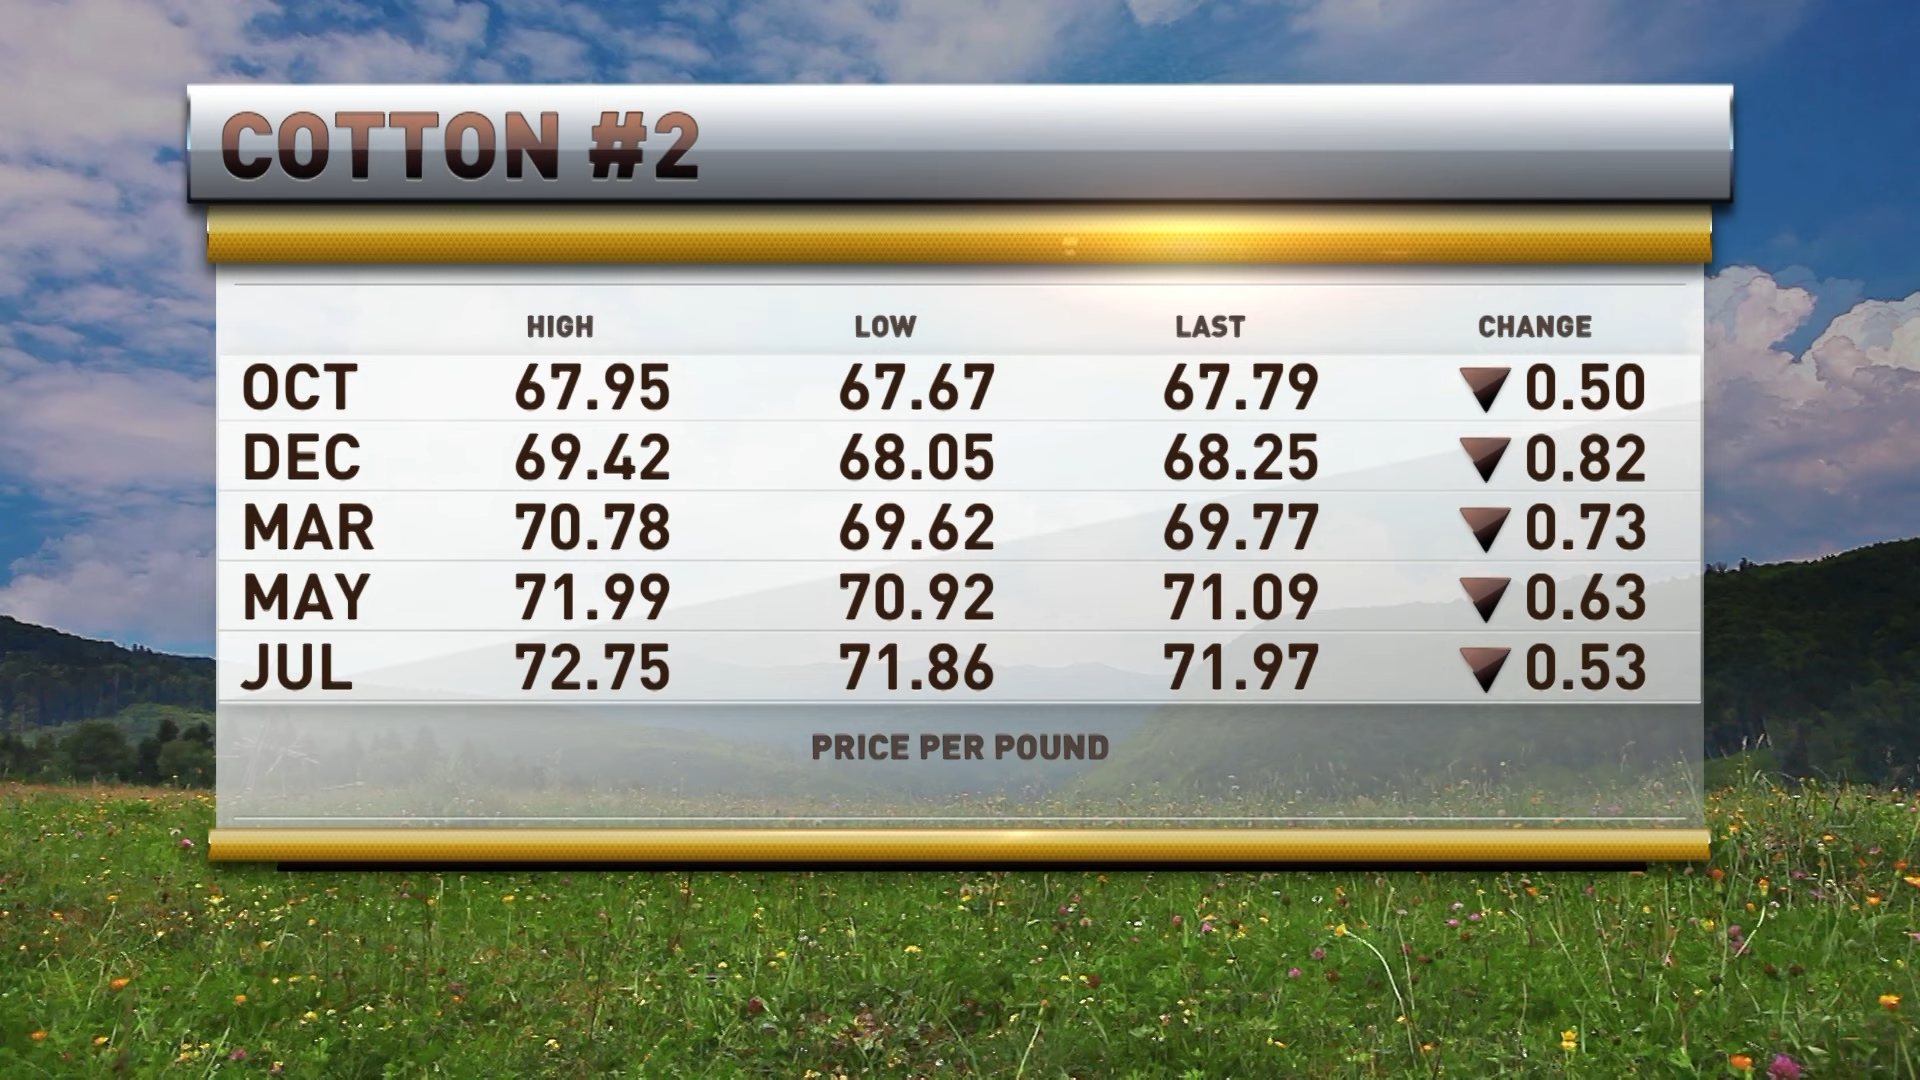 COTTON #2
HIGH LOW LAST CHANGE
OCT 67.95 67.67 67.79 ▼ 0.50
DEC 69.42 68.05 68.25 ▼ 0.82
MAR 70.78 69.62 69.77 ▼ 0.73
MAY 71.99 70.92 71.09 ▼ 0.63
JUL 72.75 71.86 71.97 ▼ 0.53
PRICE PER POUND